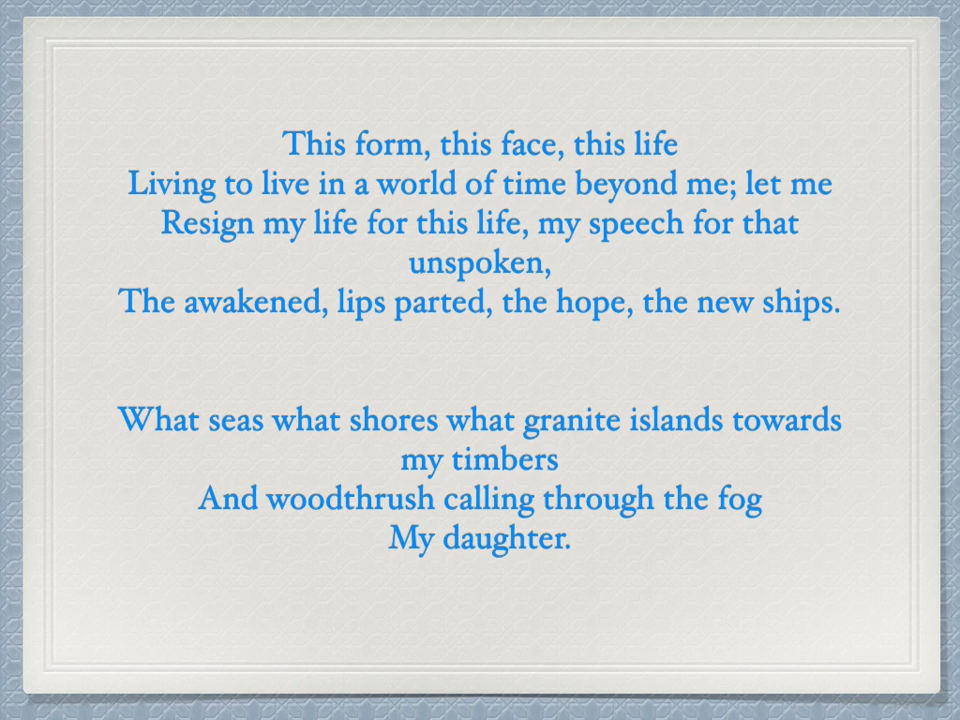 This form, this face, this life
Living to live in a world of time beyond me; let me
Resign my life for this life, my speech for that
unspoken,
The awakened, lips parted, the hope, the new ships.
What seas what shores what granite islands towards
my timbers
And woodthrush calling through the fog
My daughter.